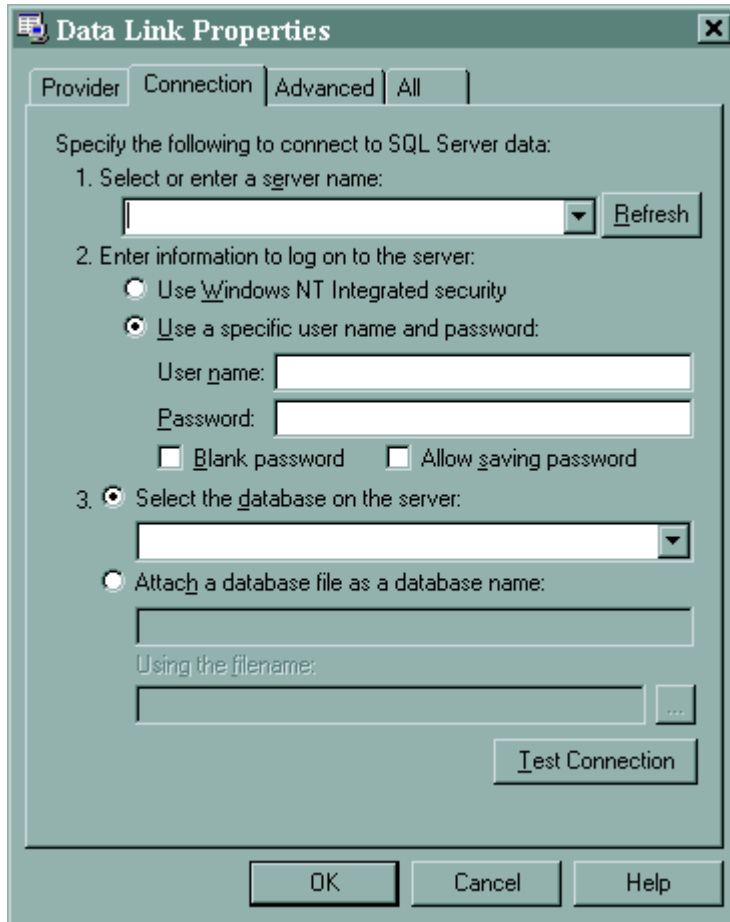 Data Link Properties
Provider Connection Advanced All
Specify the following to connect to SQL Server data:
1. Select or enter a server name:
Refresh
2. Enter information to log on to the server:
Use Windows NT Integrated security
Use a specific user name and password:
User name:
Password:
Blank password Allow saving password
3. Select the database on the server:
Attach a database file as a database name:
Using the filename:
...
Test Connection
OK Cancel Help